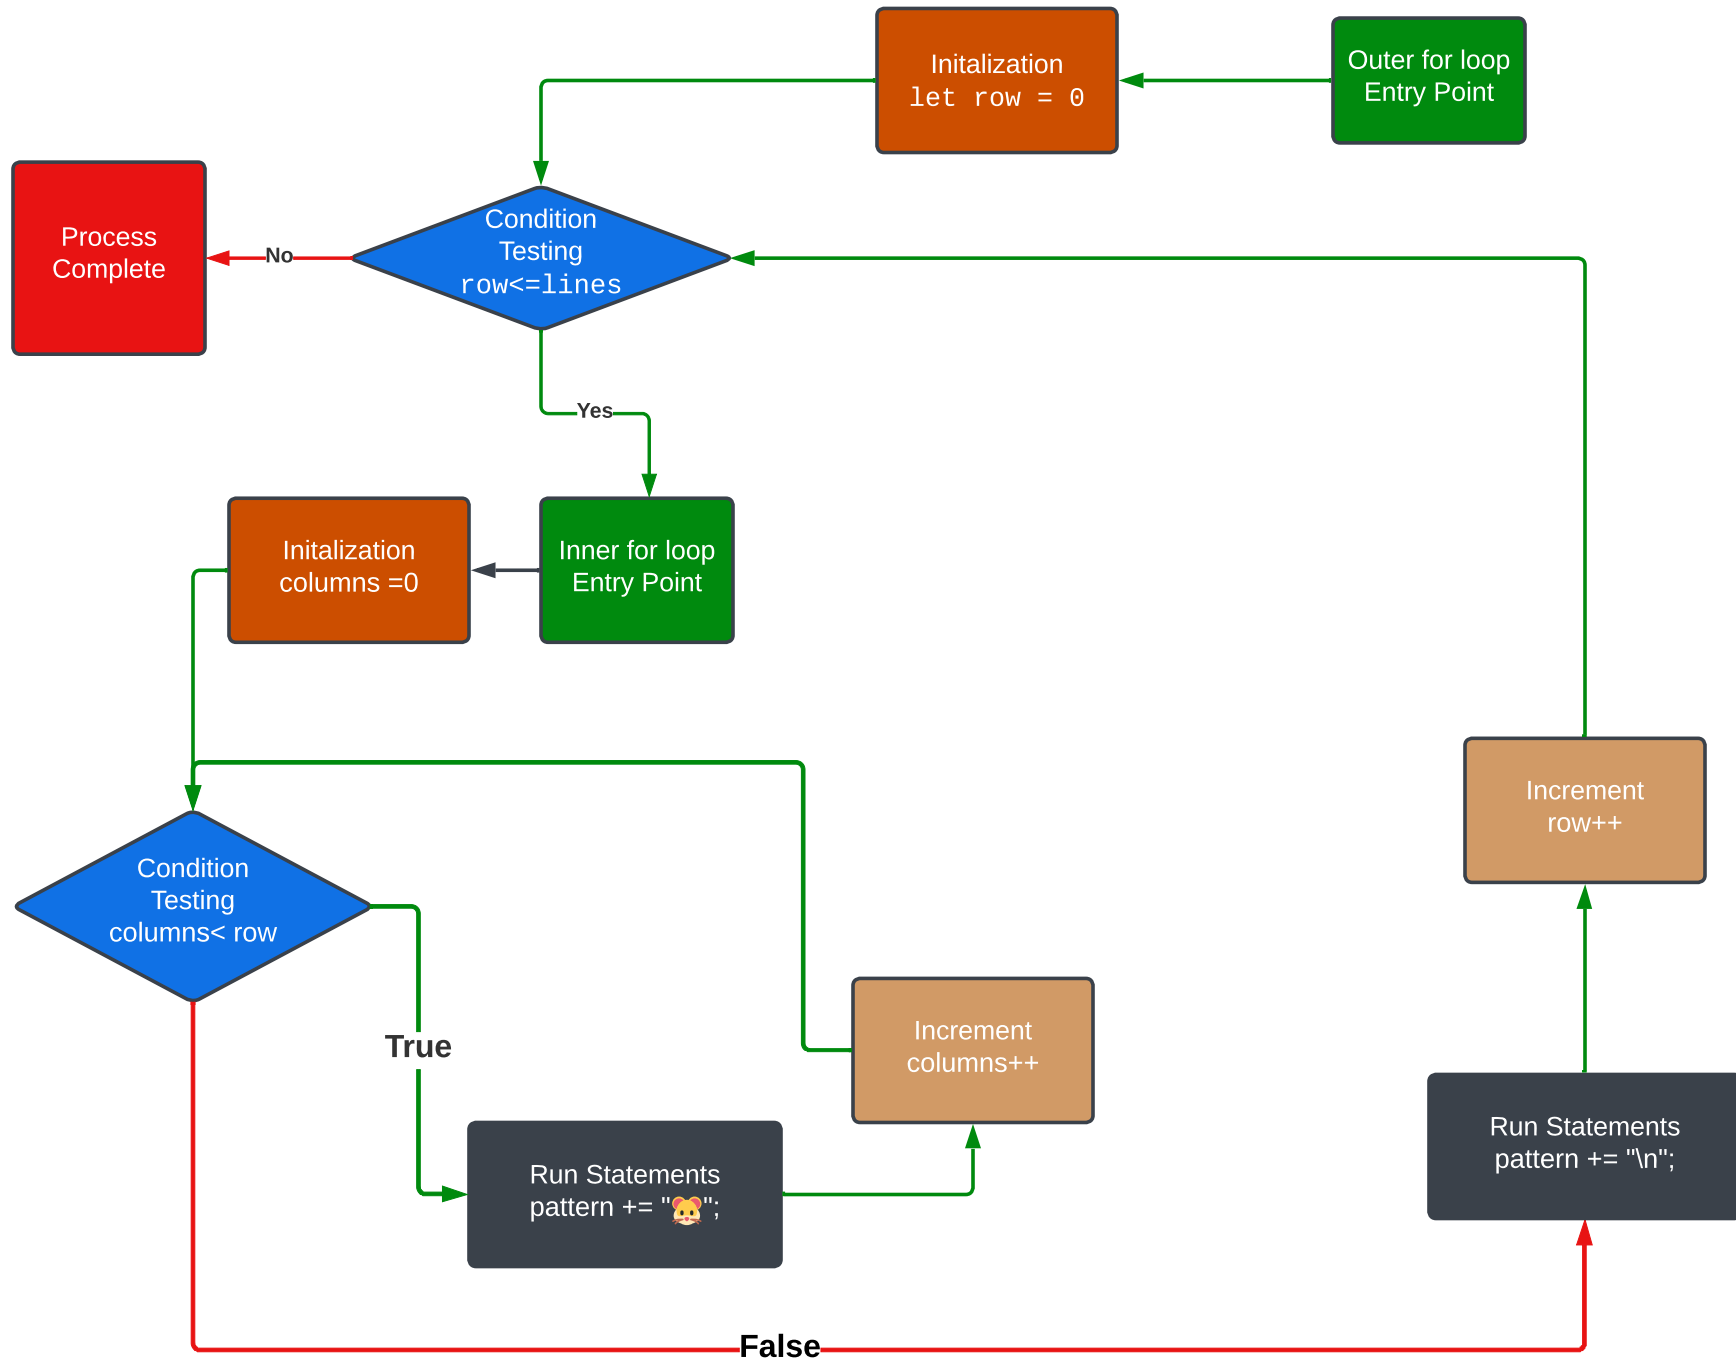 Outer for loop
Entry Point
Initalization
let row = 0
Condition
Testing
row<=lines
No
Process
Complete
Yes
Inner for loop
Entry Point
Initalization
columns =0
Condition
Testing
columns< row
True
Run Statements
pattern += "🐹";
Increment
columns++
False
Run Statements
pattern += "\n";
Increment
row++